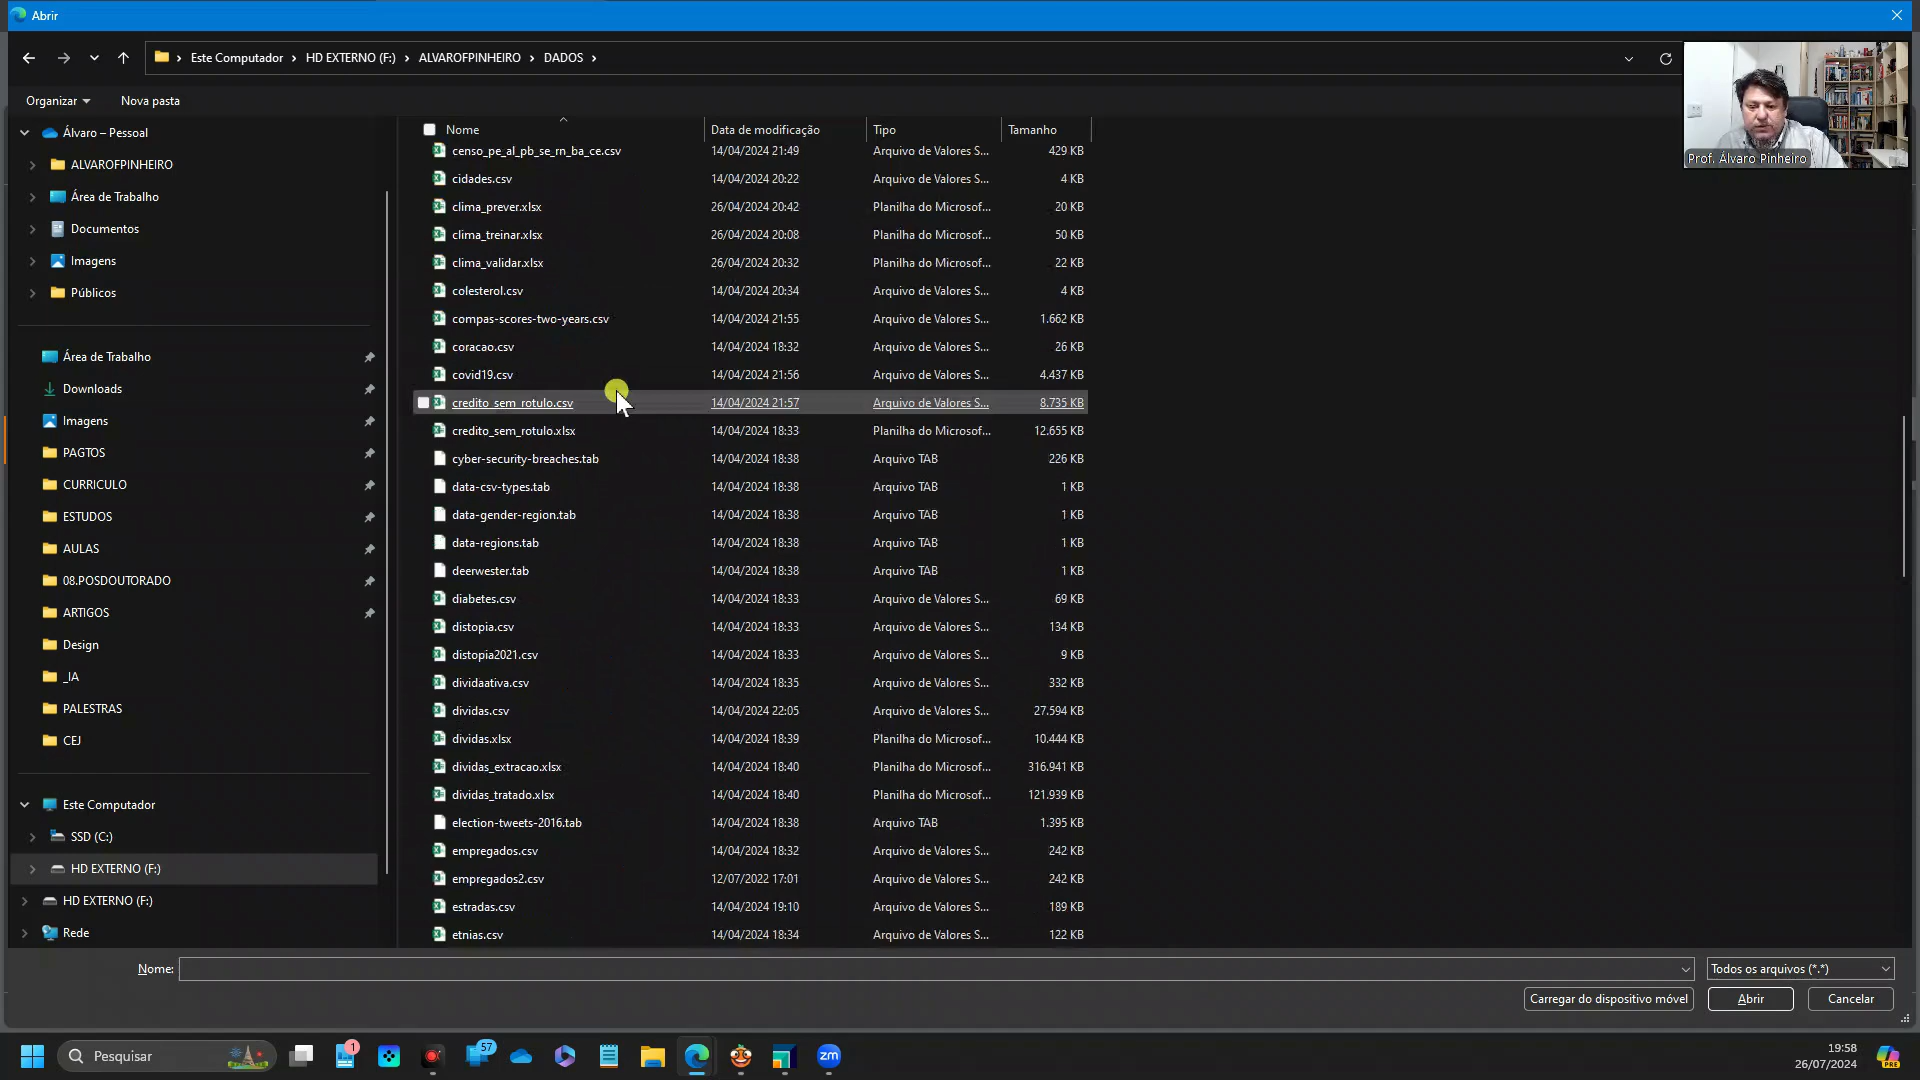 Abrir
Este Computador
HD EXTERNO (F:)
ALVAROFPINHEIRO
DADOS
Organizar
Nova pasta
Prof. Álvaro Pinheiro
Álvaro – Pessoal
ALVAROFPINHEIRO
Área de Trabalho
Documentos
Imagens
Públicos
Área de Trabalho
Downloads
Imagens
PAGTOS
CURRICULO
ESTUDOS
AULAS
08.POSDOUTORADO
ARTIGOS
Design
_IA
PALESTRAS
CEJ
Este Computador
SSD (C:)
HD EXTERNO (F:)
HD EXTERNO (F:)
Rede
Nome Data de modificação Tipo Tamanho
censo_pe_al_pb_se_rn_ba_ce.csv 14/04/2024 21:49 Arquivo de Valores S... 429 KB
cidades.csv 14/04/2024 20:22 Arquivo de Valores S... 4 KB
clima_prever.xlsx 26/04/2024 20:42 Planilha do Microsof... 20 KB
clima_treinar.xlsx 26/04/2024 20:08 Planilha do Microsof... 50 KB
clima_validar.xlsx 26/04/2024 20:32 Planilha do Microsof... 22 KB
colesterol.csv 14/04/2024 20:34 Arquivo de Valores S... 4 KB
compas-scores-two-years.csv 14/04/2024 21:55 Arquivo de Valores S... 1.662 KB
coracao.csv 14/04/2024 18:32 Arquivo de Valores S... 26 KB
covid19.csv 14/04/2024 21:56 Arquivo de Valores S... 4.437 KB
credito_sem_rotulo.csv 14/04/2024 21:57 Arquivo de Valores S... 8.735 KB
credito_sem_rotulo.xlsx 14/04/2024 18:33 Planilha do Microsof... 12.655 KB
cyber-security-breaches.tab 14/04/2024 18:38 Arquivo TAB 226 KB
data-csv-types.tab 14/04/2024 18:38 Arquivo TAB 1 KB
data-gender-region.tab 14/04/2024 18:38 Arquivo TAB 1 KB
data-regions.tab 14/04/2024 18:38 Arquivo TAB 1 KB
deerwester.tab 14/04/2024 18:38 Arquivo TAB 1 KB
diabetes.csv 14/04/2024 18:33 Arquivo de Valores S... 69 KB
distopia.csv 14/04/2024 18:33 Arquivo de Valores S... 134 KB
distopia2021.csv 14/04/2024 18:33 Arquivo de Valores S... 9 KB
dividaativa.csv 14/04/2024 18:35 Arquivo de Valores S... 332 KB
dividas.csv 14/04/2024 22:05 Arquivo de Valores S... 27.594 KB
dividas.xlsx 14/04/2024 18:39 Planilha do Microsof... 10.444 KB
dividas_extracao.xlsx 14/04/2024 18:40 Planilha do Microsof... 316.941 KB
dividas_tratado.xlsx 14/04/2024 18:40 Planilha do Microsof... 121.939 KB
election-tweets-2016.tab 14/04/2024 18:38 Arquivo TAB 1.395 KB
empregados.csv 14/04/2024 18:32 Arquivo de Valores S... 242 KB
empregados2.csv 12/07/2022 17:01 Arquivo de Valores S... 242 KB
estradas.csv 14/04/2024 19:10 Arquivo de Valores S... 189 KB
etnias.csv 14/04/2024 18:34 Arquivo de Valores S... 122 KB
Nome:
Todos os arquivos (*.*)
Carregar do dispositivo móvel
Abrir
Cancelar
Pesquisar
1
57
zm
19:58
26/07/2024
PRE